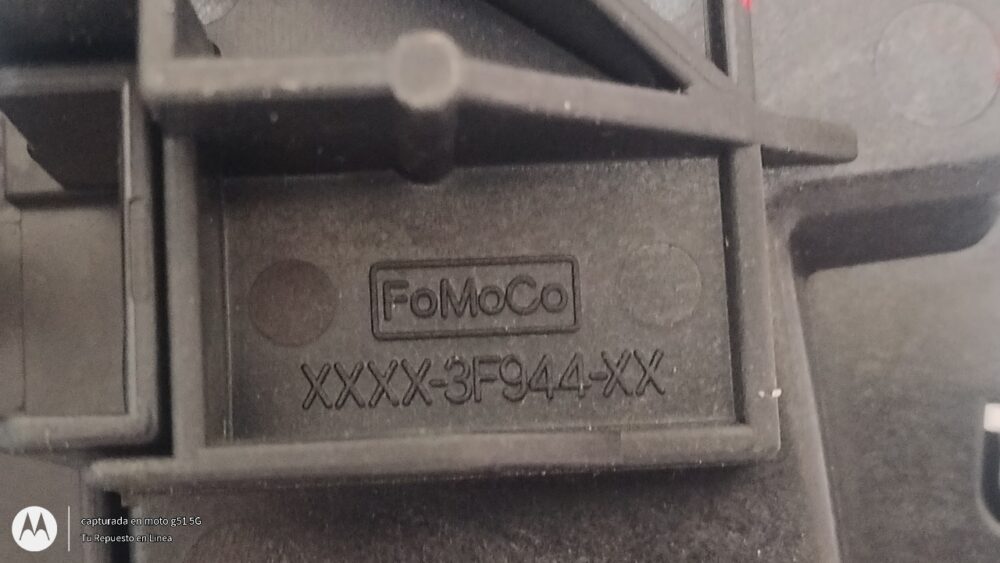 FoMoCo
XXXX-3F944-XX
capturada en moto g51 5G
Tu Repuesto en Linea